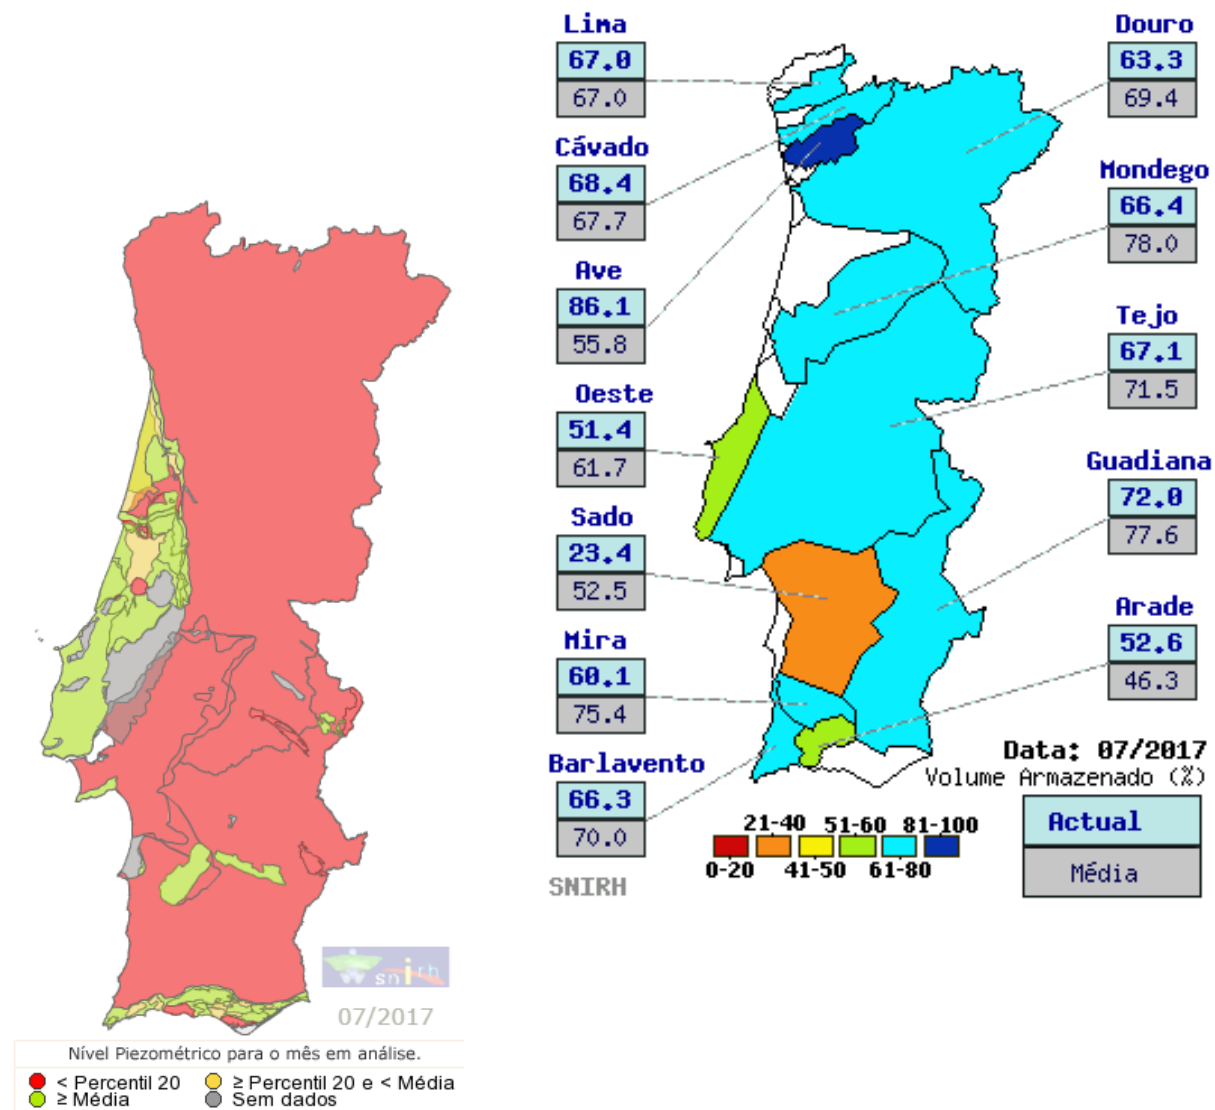 snirh
07/2017
Nível Piezométrico para o mês em análise.
< Percentil 20
≥ Percentil 20 e < Média
≥ Média
Sem dados
Lima
67.0
67.0
Cávado
68.4
67.7
Ave
86.1
55.8
Oeste
51.4
61.7
Sado
23.4
52.5
Mira
60.1
75.4
Barlavento
66.3
70.0
SNIRH
Douro
63.3
69.4
Mondego
66.4
78.0
Tejo
67.1
71.5
Guadiana
72.0
77.6
Arade
52.6
46.3
Data: 07/2017
Volume Armazenado (%)
Actual
Média
21-40 51-60 81-100
0-20 41-50 61-80